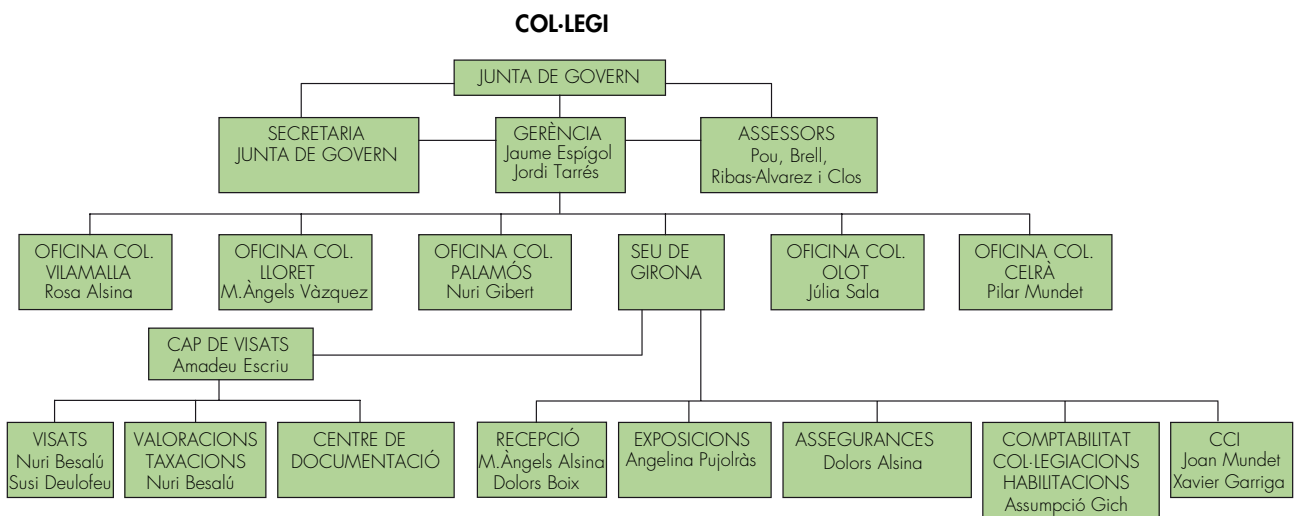 COL·LEGI
JUNTA DE GOVERN
SECRETARIA
JUNTA DE GOVERN
GERÈNCIA
Jaume Espígol
Jordi Tarrés
ASSESSORS
Pou, Brell,
Ribas-Alvarez i Clos
OFICINA COL.
VILAMALLA
Rosa Alsina
OFICINA COL.
LLORET
M.Àngels Vàzquez
OFICINA COL.
PALAMÓS
Nuri Gibert
SEU DE
GIRONA
OFICINA COL.
OLOT
Júlia Sala
OFICINA COL.
CELRÀ
Pilar Mundet
CAP DE VISATS
Amadeu Escriu
VISATS
Nuri Besalú
Susi Deulofeu
VALORACIONS
TAXACIONS
Nuri Besalú
CENTRE DE
DOCUMENTACIÓ
RECEPCIÓ
M.Àngels Alsina
Dolors Boix
EXPOSICIONS
Angelina Pujolràs
ASSEGURANCES
Dolors Alsina
COMPTABILITAT
COL·LEGIACIONS
HABILITACIONS
Assumpció Gich
CCI
Joan Mundet
Xavier Garriga